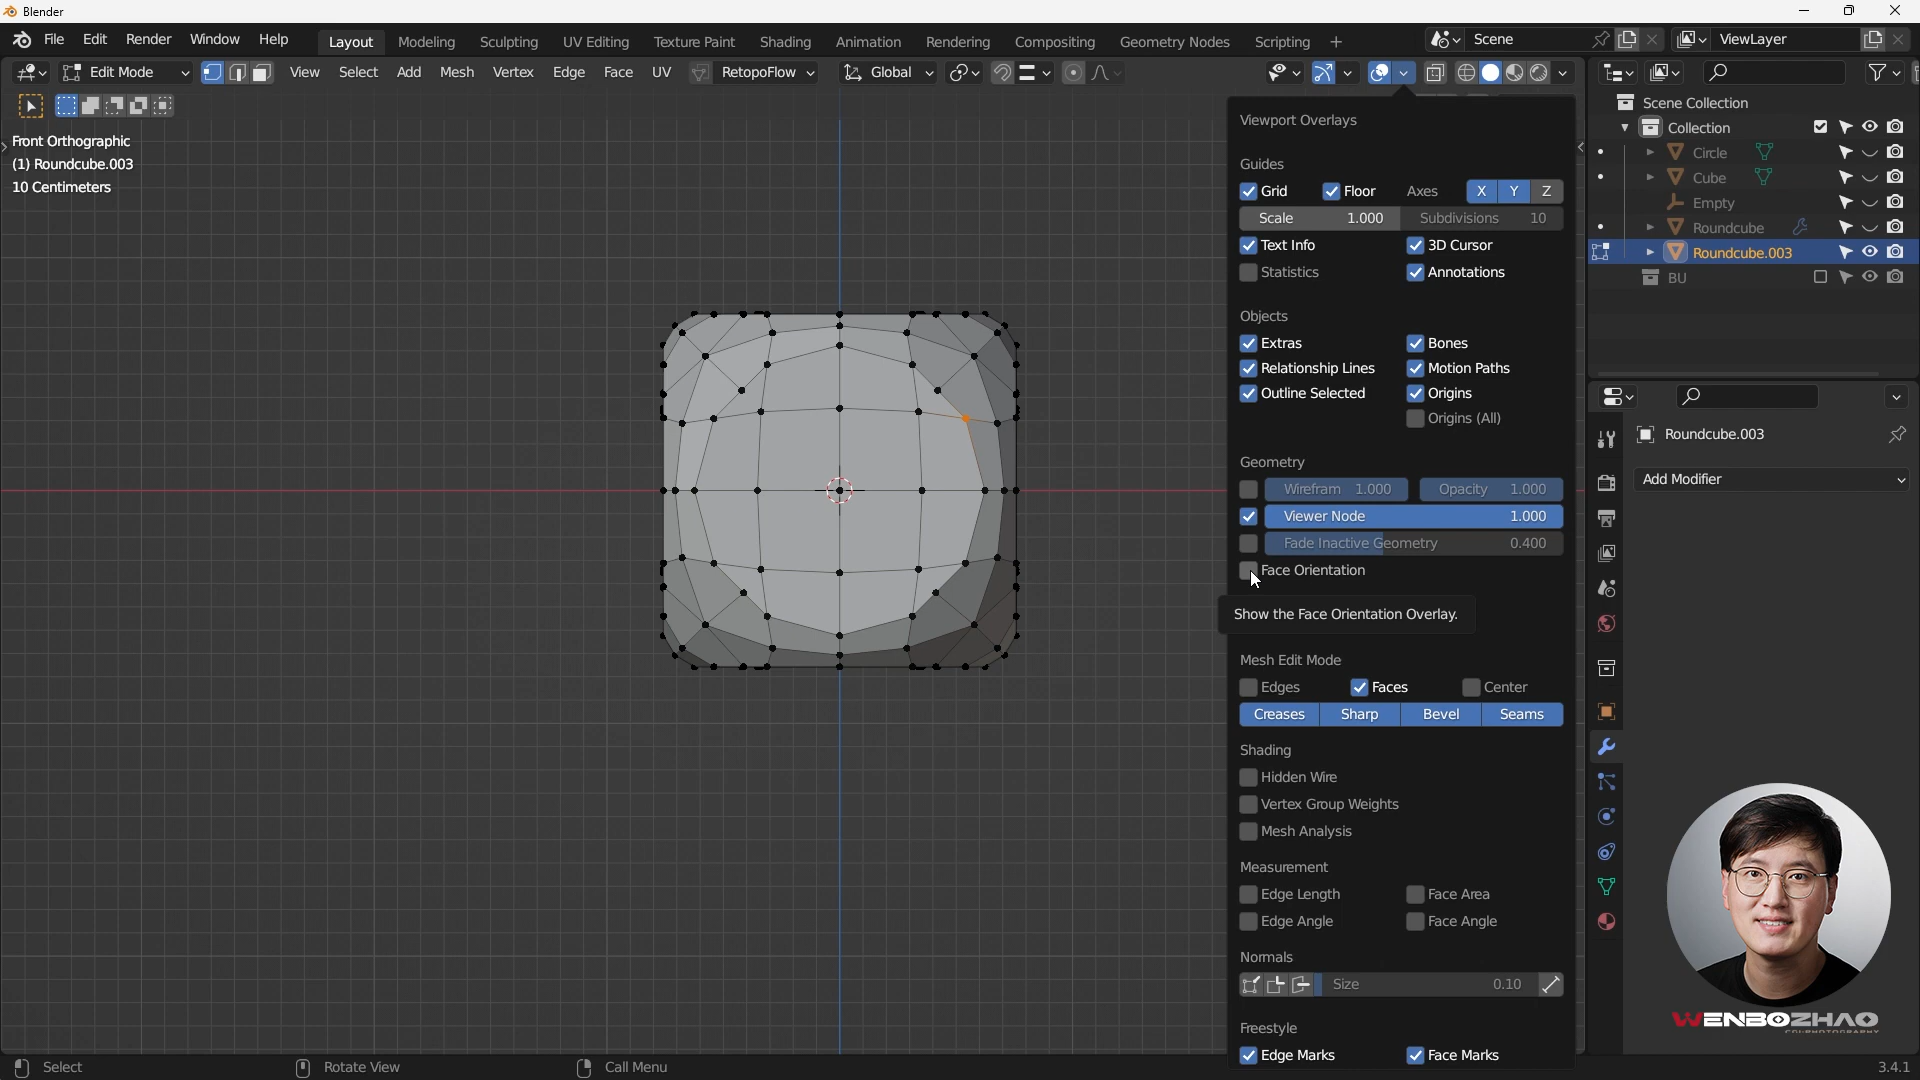 Blender
File Edit Render Window Help Layout Modeling Sculpting UV Editing Texture Paint Shading Animation Rendering Compositing Geometry Nodes Scripting + Scene ViewLayer
Edit Mode View Select Add Mesh Vertex Edge Face UV RetopoFlow Global
Front Orthographic
(1) Roundcube.003
10 Centimeters
Viewport Overlays
Guides
Grid Floor Axes X Y Z
Scale 1.000 Subdivisions 10
Text Info 3D Cursor
Statistics Annotations
Objects
Extras Bones
Relationship Lines Motion Paths
Outline Selected Origins
Origins (All)
Geometry
Wirefram 1.000 Opacity 1.000
Viewer Node 1.000
Fade Inactive Geometry 0.400
Face Orientation
Show the Face Orientation Overlay.
Mesh Edit Mode
Edges Faces Center
Creases Sharp Bevel Seams
Shading
Hidden Wire
Vertex Group Weights
Mesh Analysis
Measurement
Edge Length Face Area
Edge Angle Face Angle
Normals
Size 0.10
Freestyle
Edge Marks Face Marks
Scene Collection
Collection
Circle
Cube
Empty
Roundcube
Roundcube.003
BU
Roundcube.003
Add Modifier
WENBOZHAO
Select Rotate View Call Menu 3.4.1